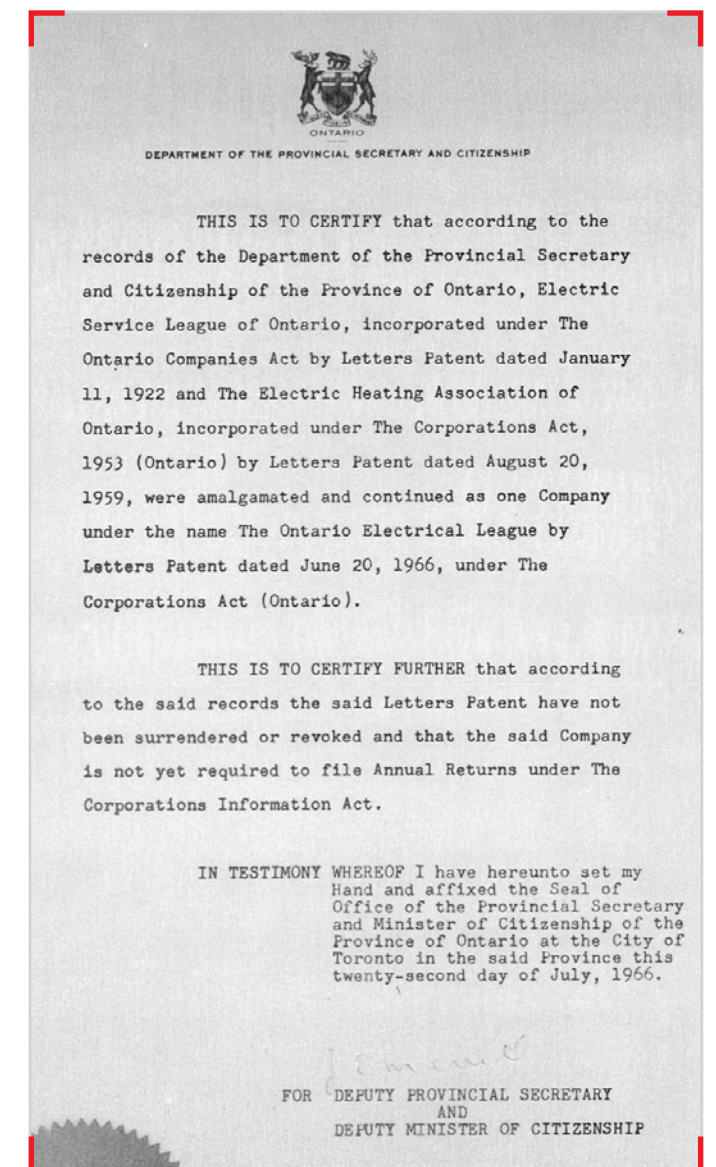 ONTARIO
DEPARTMENT OF THE PROVINCIAL SECRETARY AND CITIZENSHIP
THIS IS TO CERTIFY that according to the
records of the Department of the Provincial Secretary
and Citizenship of the Province of Ontario, Electric
Service League of Ontario, incorporated under The
Ontario Companies Act by Letters Patent dated January
11, 1922 and The Electric Heating Association of
Ontario, incorporated under The Corporations Act,
1953 (Ontario) by Letters Patent dated August 20,
1959, were amalgamated and continued as one Company
under the name The Ontario Electrical League by
Letters Patent dated June 20, 1966, under The
Corporations Act (Ontario).
THIS IS TO CERTIFY FURTHER that according
to the said records the said Letters Patent have not
been surrendered or revoked and that the said Company
is not yet required to file Annual Returns under The
Corporations Information Act.
IN TESTIMONY WHEREOF I have hereunto set my
Hand and affixed the Seal of
Office of the Provincial Secretary
and Minister of Citizenship of the
Province of Ontario at the City of
Toronto in the said Province this
twenty-second day of July, 1966.
FOR DEPUTY PROVINCIAL SECRETARY
AND
DEPUTY MINISTER OF CITIZENSHIP